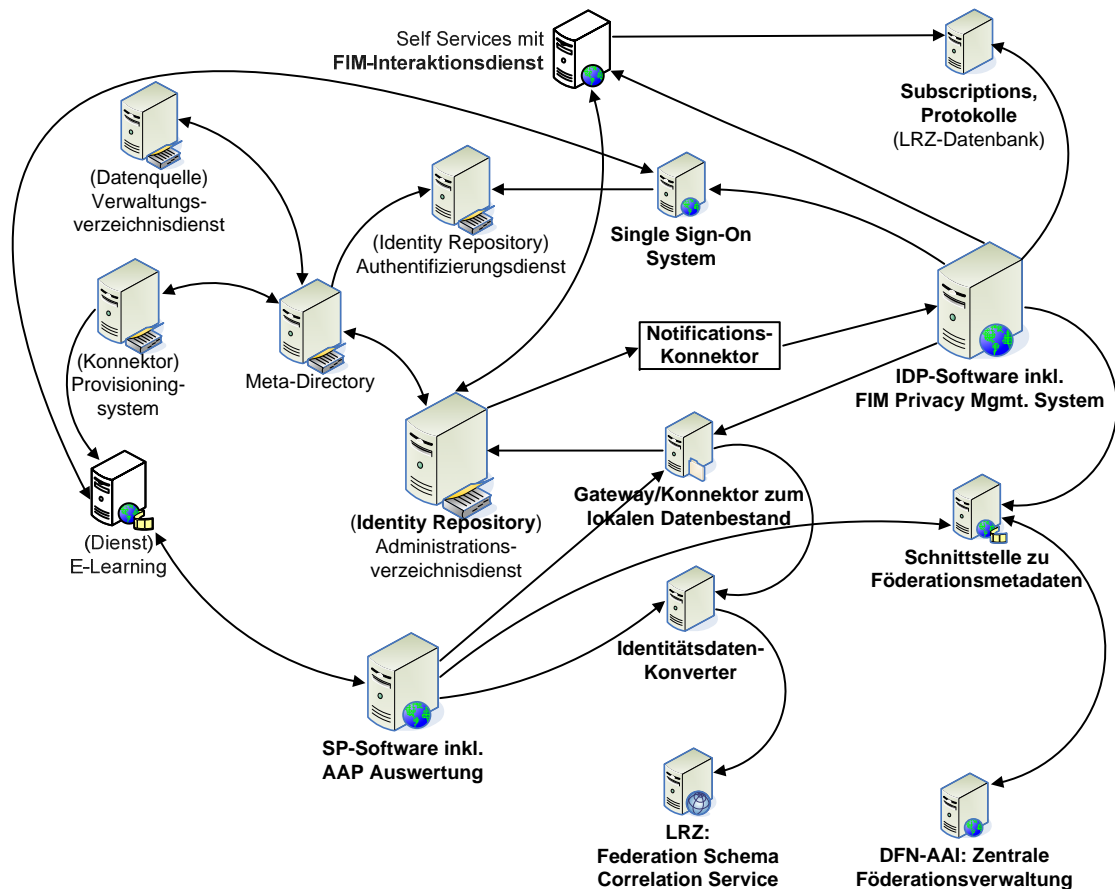 Self Services mit
FIM-Interaktionsdienst
Subscriptions,
Protokolle
(LRZ-Datenbank)
(Datenquelle)
Verwaltungs-
verzeichnisdienst
(Identity Repository)
Authentifizierungsdienst
Single Sign-On
System
(Konnektor)
Provisioning-
system
Meta-Directory
Notifications-
Konnektor
IDP-Software inkl.
FIM Privacy Mgmt. System
(Dienst)
E-Learning
(Identity Repository)
Administrations-
verzeichnisdienst
Gateway/Konnektor zum
lokalen Datenbestand
Schnittstelle zu
Föderationsmetadaten
Identitätsdaten-
Konverter
SP-Software inkl.
AAP Auswertung
LRZ:
Federation Schema
Correlation Service
DFN-AAI: Zentrale
Föderationsverwaltung